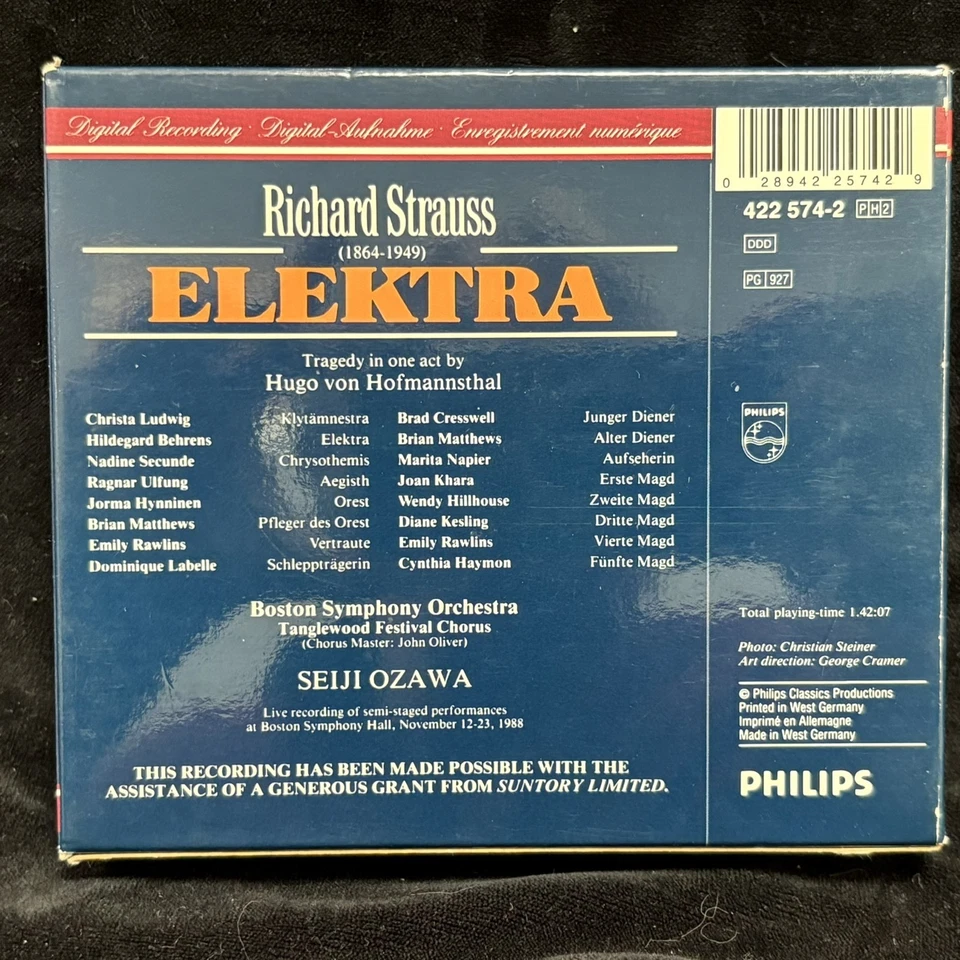 Digital Recording · Digital-Aufnahme · Enregistrement numérique
Richard Strauss
(1864-1949)
ELEKTRA
Tragedy in one act by
Hugo von Hofmannsthal
Christa Ludwig Klytämnestra
Hildegard Behrens Elektra
Nadine Secunde Chrysothemis
Ragnar Ulfung Aegisth
Jorma Hynninen Orest
Brian Matthews Pfleger des Orest
Emily Rawlins Vertraute
Dominique Labelle Schleppträgerin
Brad Cresswell Junger Diener
Brian Matthews Alter Diener
Marita Napier Aufseherin
Joan Khara Erste Magd
Wendy Hillhouse Zweite Magd
Diane Kesling Dritte Magd
Emily Rawlins Vierte Magd
Cynthia Haymon Fünfte Magd
Boston Symphony Orchestra
Tanglewood Festival Chorus
(Chorus Master: John Oliver)
SEIJI OZAWA
Live recording of semi-staged performances
at Boston Symphony Hall, November 12-23, 1988
THIS RECORDING HAS BEEN MADE POSSIBLE WITH THE
ASSISTANCE OF A GENEROUS GRANT FROM SUNTORY LIMITED.
0 28942 25742 9
422 574-2 PH2
DDD
PG 927
PHILIPS
Total playing-time 1.42:07
Photo: Christian Steiner
Art direction: George Cramer
© Philips Classics Productions
Printed in West Germany
Imprimé en Allemagne
Made in West Germany
PHILIPS